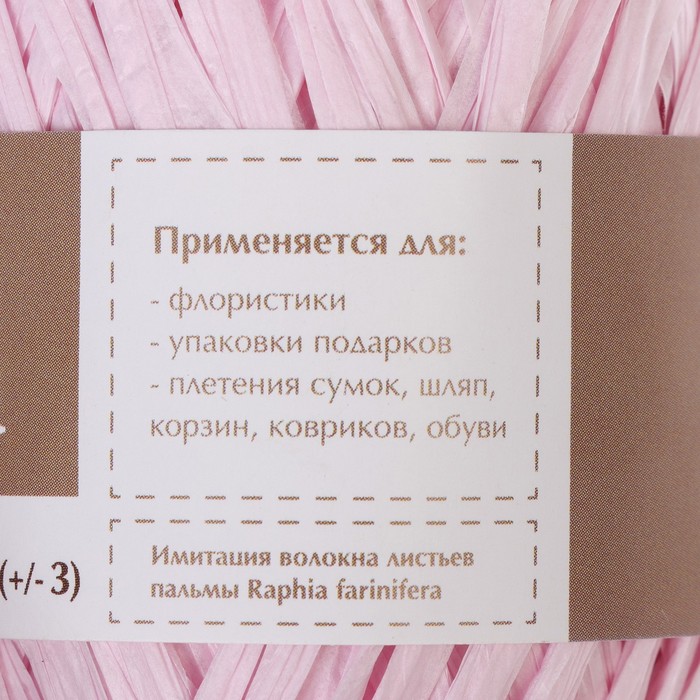 Применяется для:
- флористики
- упаковки подарков
- плетения сумок, шляп,
корзин, ковриков, обуви
(+/- 3)
Имитация волокна листьев
пальмы Raphia farinifera